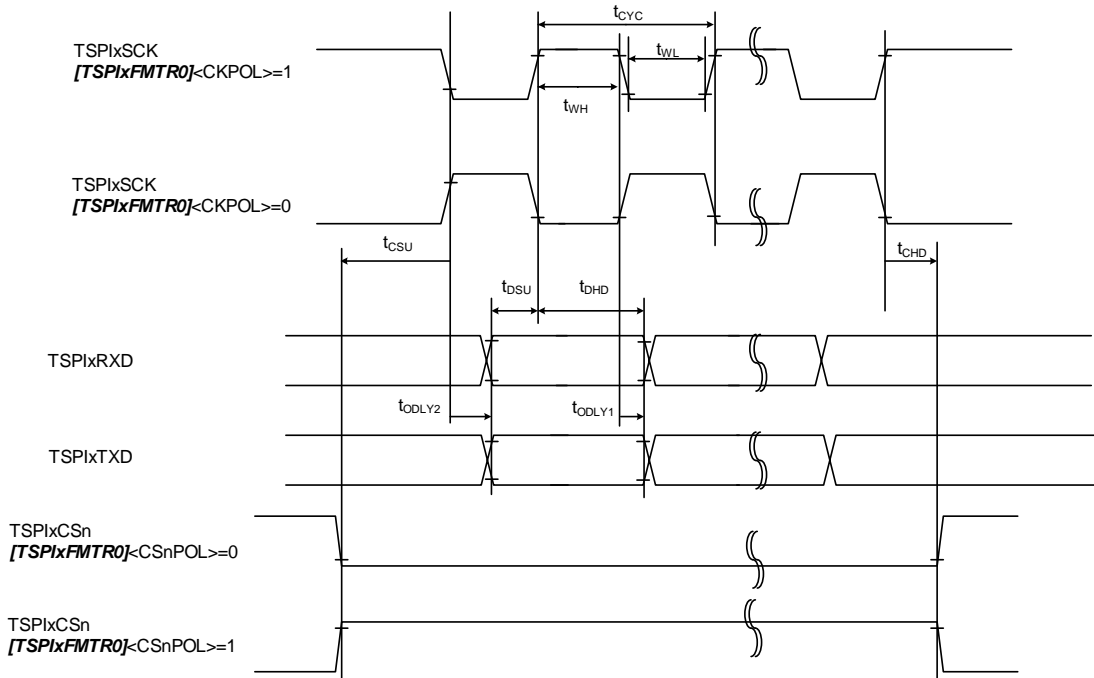 tCYC
TSPIxSCK
[TSPIxFMTR0]<CKPOL>=1
tWL
tWH
TSPIxSCK
[TSPIxFMTR0]<CKPOL>=0
tCSU
tCHD
tDSU
tDHD
TSPIxRXD
tODLY2
tODLY1
TSPIxTXD
TSPIxCSn
[TSPIxFMTR0]<CSnPOL>=0
TSPIxCSn
[TSPIxFMTR0]<CSnPOL>=1